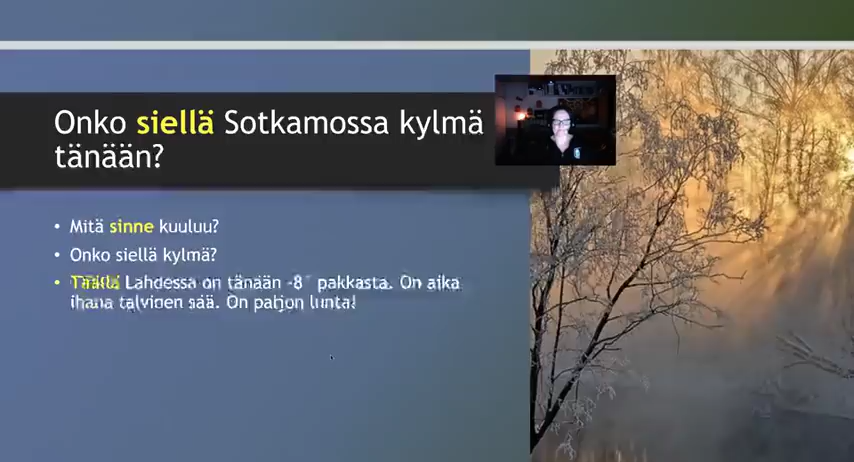 Onko siellä Sotkamossa kylmä
tänään?
• Mitä sinne kuuluu?
• Onko siellä kylmä?
• Täällä Lahdessa on tänään -8° pakkasta. On aika
ihana talvinen sää. On paljon lunta!